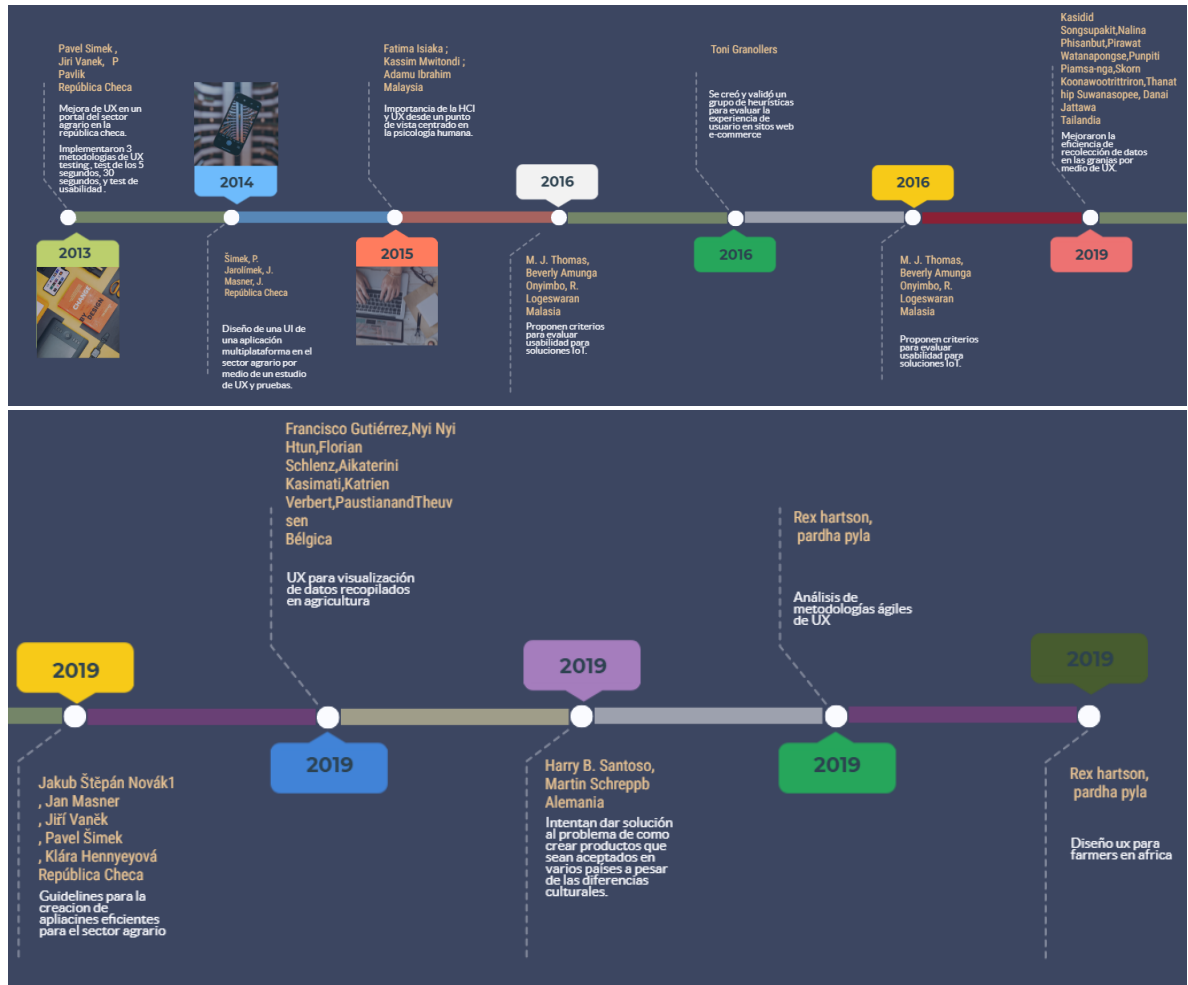 Pavel Simek ,
Jiri Vanek, P
Pavlik
República Checa
Mejora de UX en un
portal del sector
agrario en la
república checa.
Implementaron 3
metodologías de UX
testing , test de los 5
segundos, 30
segundos, y test de
usabilidad .
2013
CHANGE
BY
DESIGN
2014
Šimek, P.
Jarolímek, J.
Masner, J.
República Checa
Diseño de una UI de
una aplicación
multiplataforma en el
sector agrario por
medio de un estudio
de UX y pruebas.
Fatima Isiaka ;
Kassim Mwitondi ;
Adamu Ibrahim
Malaysia
Importancia de la HCI
y UX desde un punto
de vista centrado en
la psicología humana.
2015
2016
M. J. Thomas,
Beverly Amunga
Onyimbo, R.
Logeswaran
Malasia
Proponen criterios
para evaluar
usabilidad para
soluciones IoT.
Toni Granollers
Se creó y validó un
grupo de heurísticas
para evaluar la
experiencia de
usuario en sitos web
e-commerce
2016
2016
M. J. Thomas,
Beverly Amunga
Onyimbo, R.
Logeswaran
Malasia
Proponen criterios
para evaluar
usabilidad para
soluciones IoT.
Kasidid
Songsupakit,Nalina
Phisanbut,Pirawat
Watanapongse,Punpiti
Piamsa-nga,Skorn
Koonawootrittriron,Thanat
hip Suwanasopee, Danai
Jattawa
Tailandia
Mejoraron la
eficiencia de
recolección de datos
en las granjas por
medio de UX.
2019
2019
Jakub Štěpán Novák1
, Jan Masner
, Jiří Vaněk
, Pavel Šimek
, Klára Hennyeyová
República Checa
Guidelines para la
creacion de
apliacines eficientes
para el sector agrario
Francisco Gutiérrez,Nyi Nyi
Htun,Florian
Schlenz,Aikaterini
Kasimati,Katrien
Verbert,PaustianandTheuv
sen
Bélgica
UX para visualización
de datos recopilados
en agricultura
2019
2019
Harry B. Santoso,
Martin Schreppb
Alemania
Intentan dar solución
al problema de como
crear productos que
sean aceptados en
varios países a pesar
de las diferencias
culturales.
Rex hartson,
pardha pyla
Análisis de
metodologías ágiles
de UX
2019
2019
Rex hartson,
pardha pyla
Diseño ux para
farmers en africa